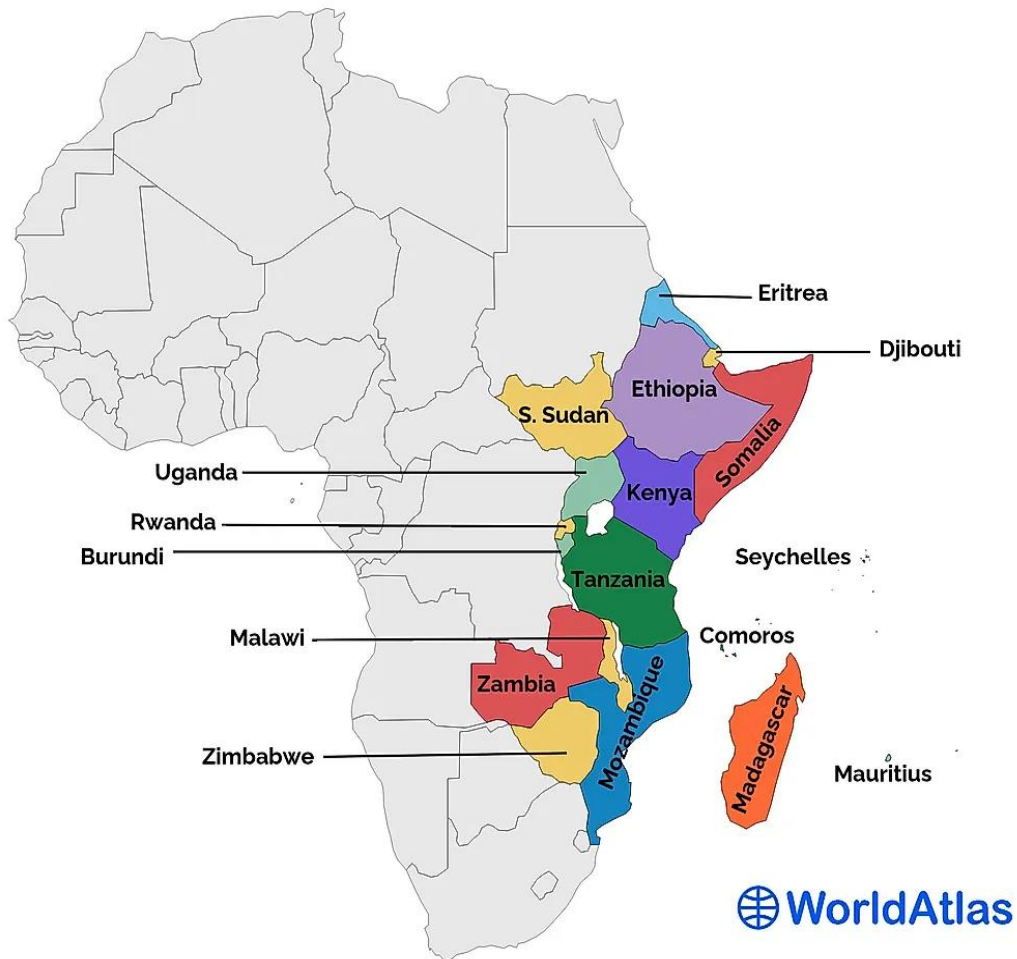 Eritrea
Djibouti
Ethiopia
S. Sudan
Somalia
Uganda
Kenya
Rwanda
Burundi
Seychelles
Tanzania
Malawi
Comoros
Zambia
Mozambique
Madagascar
Zimbabwe
Mauritius
WorldAtlas